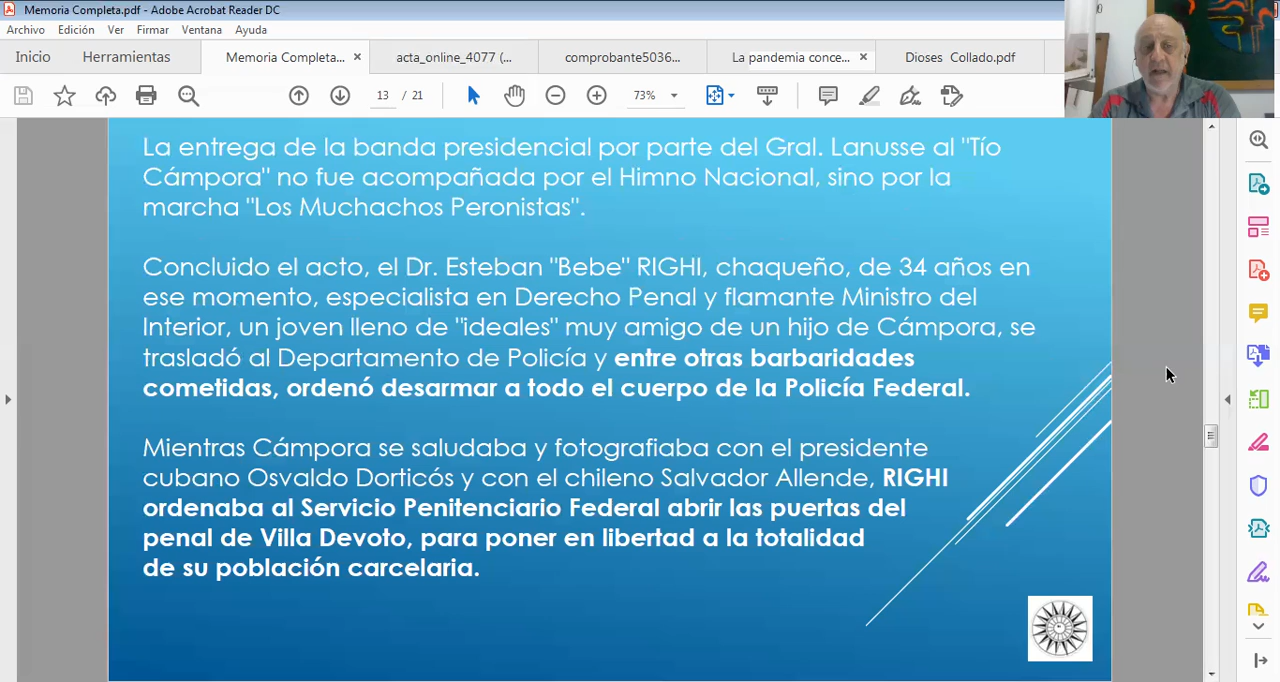 Memoria Completa.pdf - Adobe Acrobat Reader DC
Archivo Edición Ver Firmar Ventana Ayuda
Inicio Herramientas Memoria Completa... × acta_online_4077 (... comprobante5036... La pandemia conce... × Dioses Collado.pdf
13 / 21 73%
La entrega de la banda presidencial por parte del Gral. Lanusse al "Tío
Cámpora" no fue acompañada por el Himno Nacional, sino por la
marcha "Los Muchachos Peronistas".
Concluido el acto, el Dr. Esteban "Bebe" RIGHI, chaqueño, de 34 años en
ese momento, especialista en Derecho Penal y flamante Ministro del
Interior, un joven lleno de "ideales" muy amigo de un hijo de Cámpora, se
trasladó al Departamento de Policía y entre otras barbaridades
cometidas, ordenó desarmar a todo el cuerpo de la Policía Federal.
Mientras Cámpora se saludaba y fotografiaba con el presidente
cubano Osvaldo Dorticós y con el chileno Salvador Allende, RIGHI
ordenaba al Servicio Penitenciario Federal abrir las puertas del
penal de Villa Devoto, para poner en libertad a la totalidad
de su población carcelaria.